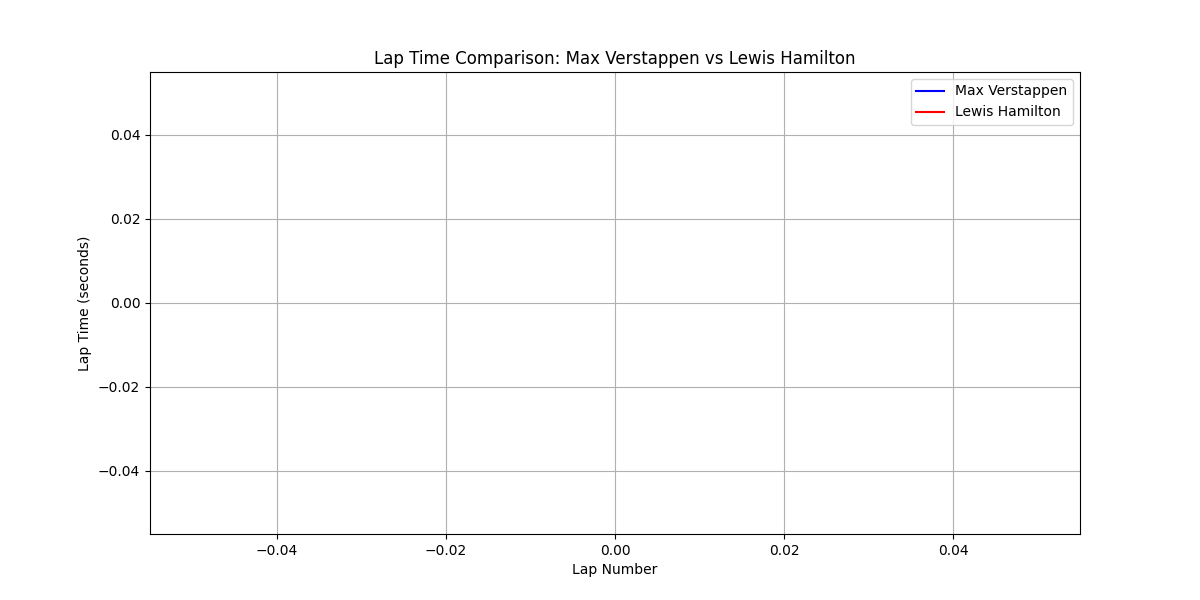 Lap Time Comparison: Max Verstappen vs Lewis Hamilton
Max Verstappen
Lewis Hamilton
0.04
0.02
0.00
−0.02
−0.04
Lap Time (seconds)
−0.04
−0.02
0.00
0.02
0.04
Lap Number